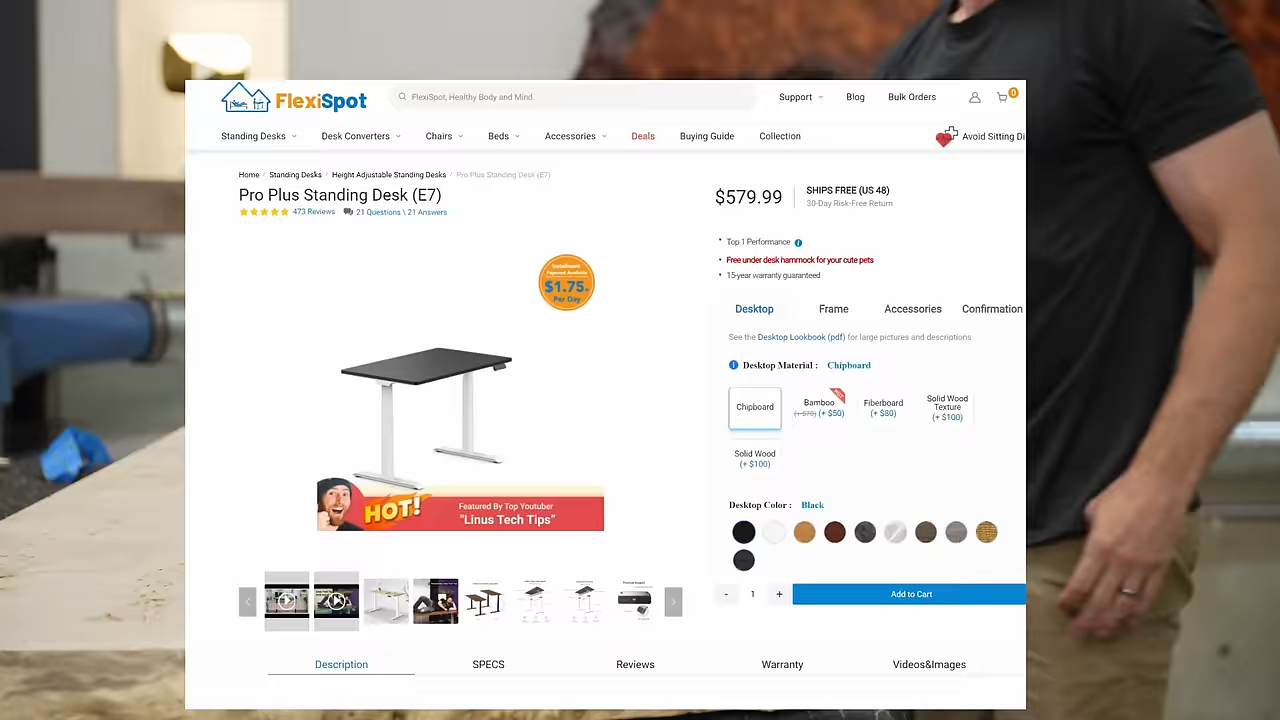 FlexiSpot
FlexiSpot, Healthy Body and Mind.
Support
Blog
Bulk Orders
0
Standing Desks
Desk Converters
Chairs
Beds
Accessories
Deals
Buying Guide
Collection
Avoid Sitting Di
Home / Standing Desks / Height Adjustable Standing Desks / Pro Plus Standing Desk (E7)
Pro Plus Standing Desk (E7)
473 Reviews
21 Questions \ 21 Answers
$579.99
SHIPS FREE (US 48)
30-Day Risk-Free Return
Top 1 Performance
Free under desk hammock for your cute pets
15-year warranty guaranteed
Installment
Payment Available
$1.75
Per Day
HOT!
Featured By Top Youtuber
"Linus Tech Tips"
Desktop
Frame
Accessories
Confirmation
See the Desktop Lookbook (pdf) for large pictures and descriptions
Desktop Material : Chipboard
Chipboard
Bamboo
(+$70) (+ $50)
Fiberboard
(+ $80)
Solid Wood
Texture
(+ $100)
Solid Wood
(+ $100)
Desktop Color : Black
- 1 +
Add to Cart
Description
SPECS
Reviews
Warranty
Videos&Images